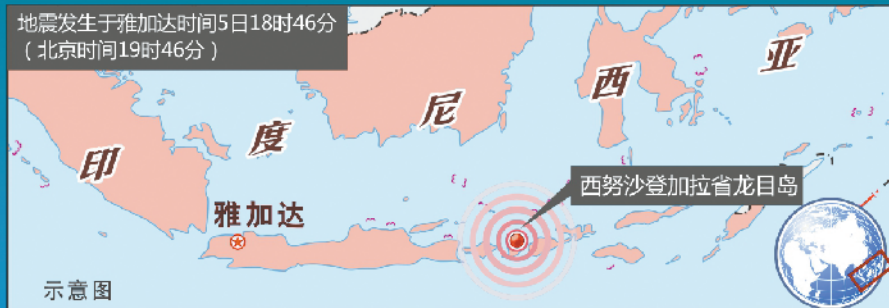 地震发生于雅加达时间5日18时46分
（北京时间19时46分）
印度尼西亚
西努沙登加拉省龙目岛
雅加达
示意图